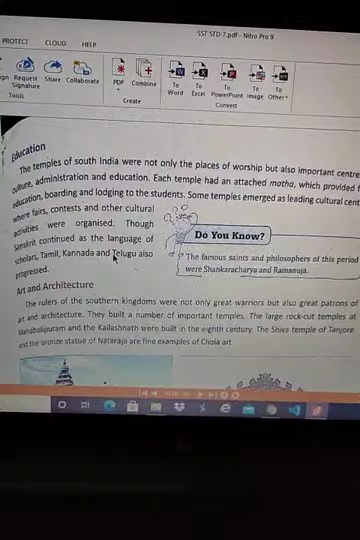 SST STD-7.pdf - Nitro Pro 9
PROTECT CLOUD HELP
Request Signature
Share
Collaborate
PDF
Combine
To Word
To Excel
To PowerPoint
To Image
To Other
Tools
Create
Convert
Education
The temples of south India were not only the places of worship but also important centre
culture, administration and education. Each temple had an attached matha, which provided f
education, boarding and lodging to the students. Some temples emerged as leading cultural cent
where fairs, contests and other cultural
activities were organised. Though
Sanskrit continued as the language of
scholars, Tamil, Kannada and Telugu also
progressed.
Do You Know?
The famous saints and philosophers of this period
were Shankaracharya and Ramanuja.
Art and Architecture
The rulers of the southern kingdoms were not only great warriors but also great patrons of
art and architecture. They built a number of important temples. The large rock-cut temples at
Mahabalipuram and the Kailashnath were built in the eighth century. The Shiva temple of Tanjore
and the bronze statue of Nataraja are fine examples of Chola art